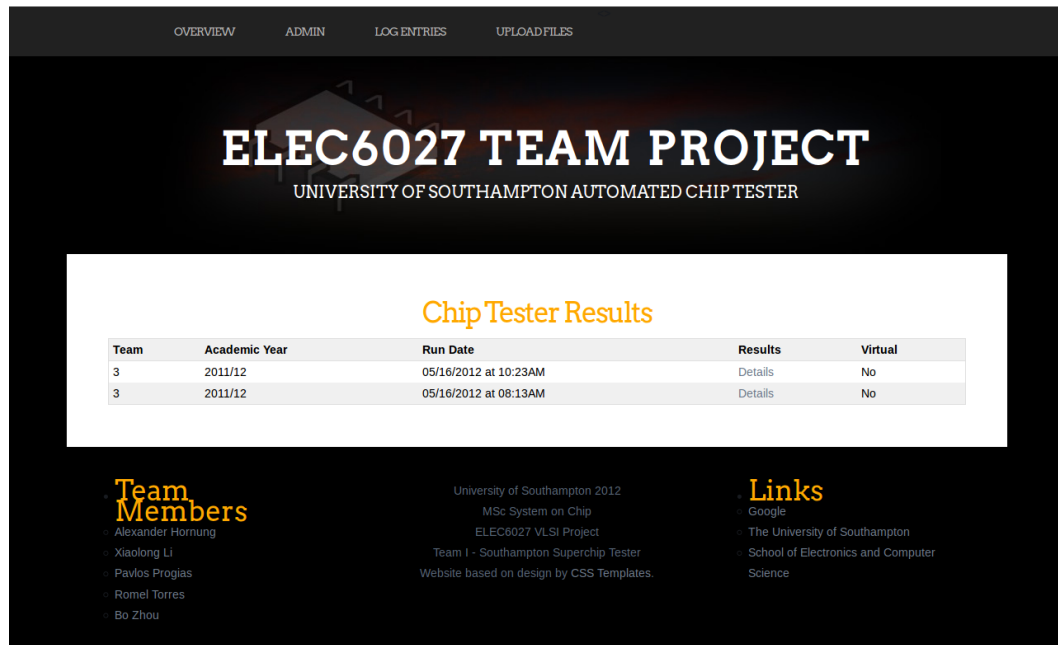 OVERVIEW ADMIN LOG ENTRIES UPLOAD FILES
ELEC6027 TEAM PROJECT
UNIVERSITY OF SOUTHAMPTON AUTOMATED CHIP TESTER
Chip Tester Results
Team Academic Year Run Date Results Virtual
3 2011/12 05/16/2012 at 10:23AM Details No
3 2011/12 05/16/2012 at 08:13AM Details No
Team
Members
Alexander Hornung
Xiaolong Li
Pavlos Progias
Romel Torres
Bo Zhou
University of Southampton 2012
MSc System on Chip
ELEC6027 VLSI Project
Team I - Southampton Superchip Tester
Website based on design by CSS Templates.
Links
Google
The University of Southampton
School of Electronics and Computer
Science